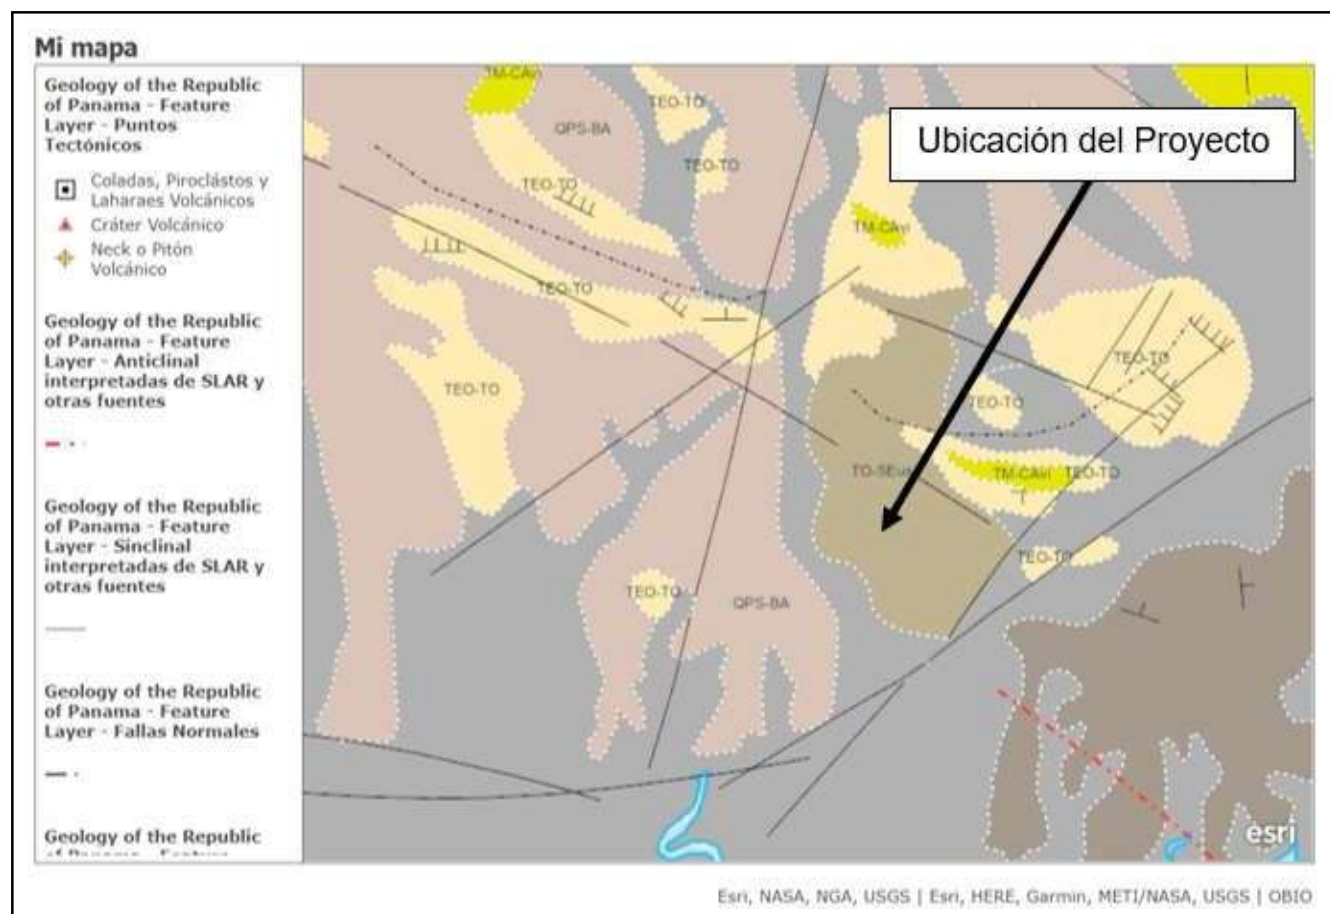 Mi mapa
Geology of the Republic
of Panama - Feature
Layer - Puntos
Tectónicos
Coladas, Piroclástos y
Laharaes Volcánicos
Cráter Volcánico
Neck o Pitón
Volcánico
Geology of the Republic
of Panama - Feature
Layer - Anticlinal
interpretadas de SLAR y
otras fuentes
Geology of the Republic
of Panama - Feature
Layer - Sinclinal
interpretadas de SLAR y
otras fuentes
Geology of the Republic
of Panama - Feature
Layer - Fallas Normales
Geology of the Republic
of Panama - Feature
Ubicación del Proyecto
TEO-TO
QPS-BA
TEO-TO
TEO-TO
TM-CAvi
TEO-TO
TEO-TO
TEO-TO
TEO-TO
TM-CAvi
TEO-TO
TEO-TO
TEO-TO
QPS-BA
esri
Esri, NASA, NGA, USGS | Esri, HERE, Garmin, METI/NASA, USGS | OBIO